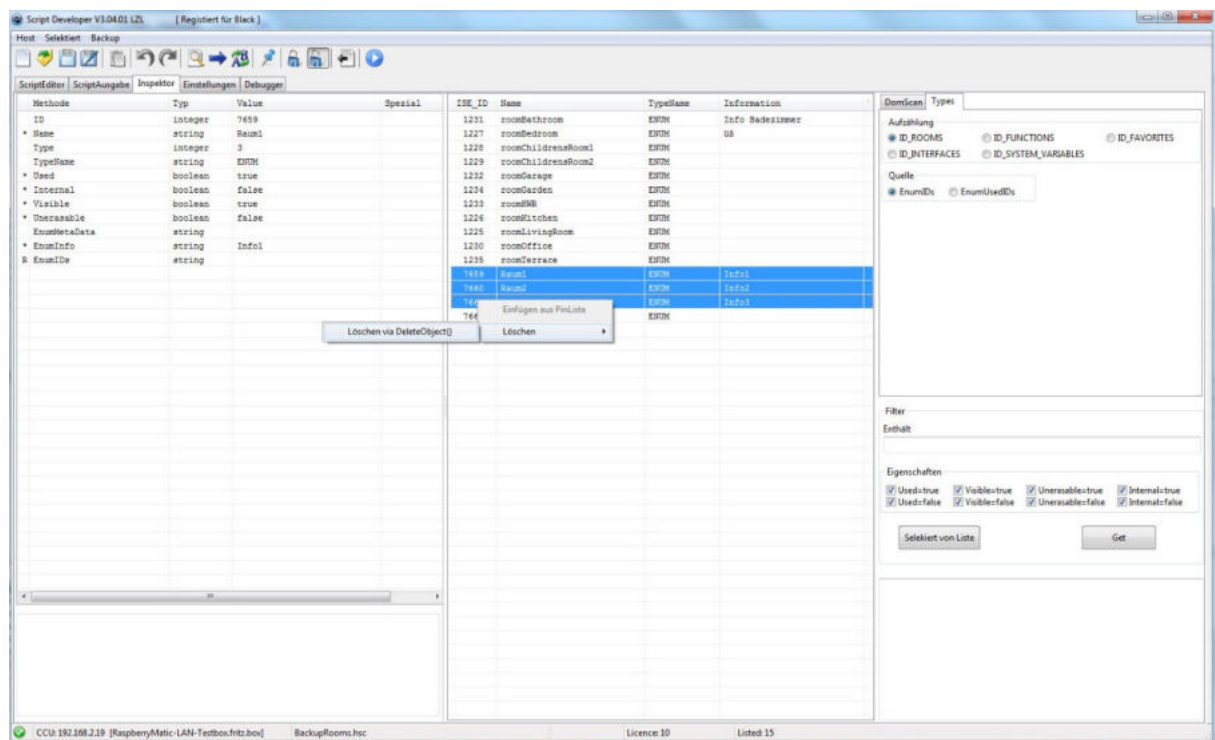 Script Developer V3.04.01 LZL [ Registiert für Black ]
Host Selektiert Backup
ScriptEditor ScriptAusgabe Inspektor Einstellungen Debugger
Methode Typ Value Spezial
ID integer 7659
* Name string Raum1
Type integer 3
TypeName string ENUM
* Used boolean true
* Internal boolean false
* Visible boolean true
* Unerasable boolean false
EnumMetaData string
* EnumInfo string Info1
R EnumIDs string
ISE_ID Name TypeName Information
1231 roomBathroom ENUM Info Badezimmer
1227 roomBedroom ENUM
1228 roomChildrensRoom1 ENUM
1229 roomChildrensRoom2 ENUM
1232 roomGarage ENUM
1234 roomGarden ENUM
1233 roomHWR ENUM
1226 roomKitchen ENUM
1225 roomLivingRoom ENUM
1230 roomOffice ENUM
1235 roomTerrace ENUM
7659 Raum1 ENUM Info1
7660 Raum2 ENUM Info2
766 ENUM Info3
766 ENUM
Einfügen aus PinListe
Löschen
Löschen via DeleteObject()
DomScan Types
Aufzählung
ID_ROOMS ID_FUNCTIONS ID_FAVORITES
ID_INTERFACES ID_SYSTEM_VARIABLES
Quelle
EnumIDs EnumUsedIDs
Filter
Enthält
Eigenschaften
Used=true Visible=true Unerasable=true Internal=true
Used=false Visible=false Unerasable=false Internal=false
Selekiert von Liste Get
CCU: 192.168.2.19 [RaspberryMatic-LAN-Testbox.fritz.box] BackupRooms.hsc Licence: 10 Listed: 15